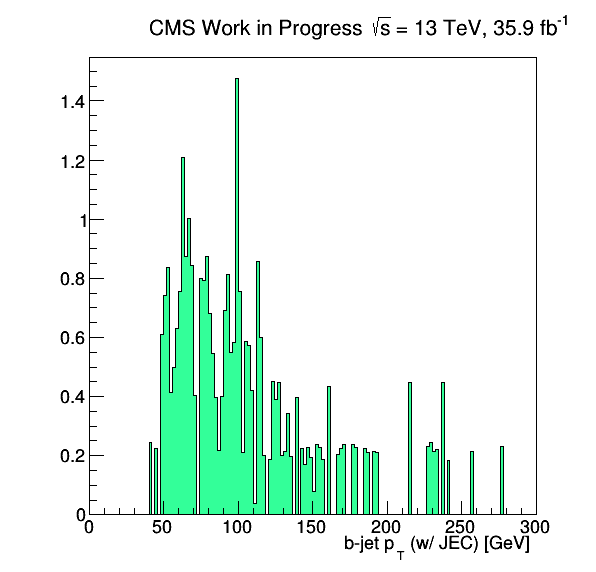 CMS Work in Progress √s = 13 TeV, 35.9 fb⁻¹
1.4
1.2
1
0.8
0.6
0.4
0.2
0
0 50 100 150 200 250 300
b-jet p_T (w/ JEC) [GeV]